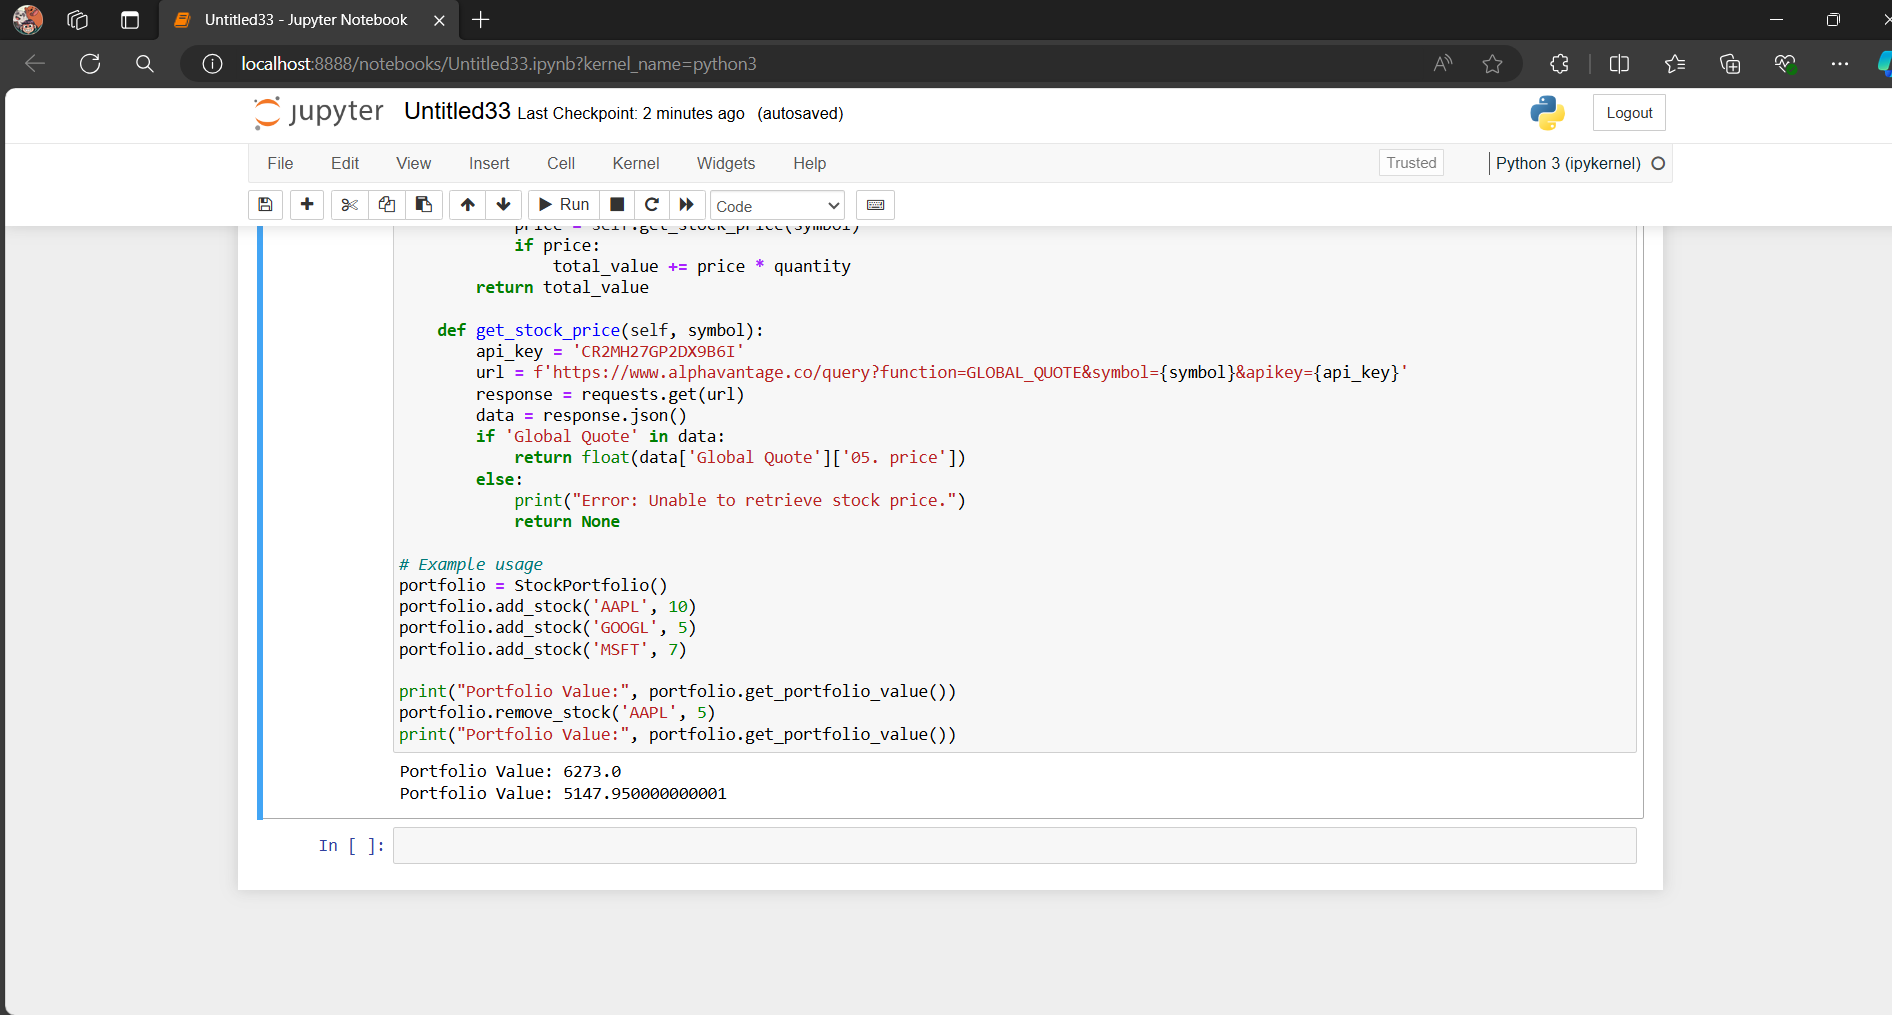 Untitled33 - Jupyter Notebook
localhost:8888/notebooks/Untitled33.ipynb?kernel_name=python3
jupyter Untitled33 Last Checkpoint: 2 minutes ago (autosaved)
Logout
File Edit View Insert Cell Kernel Widgets Help
Trusted
Python 3 (ipykernel)
Run
Code
price = self.get_stock_price(symbol)
if price:
total_value += price * quantity
return total_value
def get_stock_price(self, symbol):
api_key = 'CR2MH27GP2DX9B6I'
url = f'https://www.alphavantage.co/query?function=GLOBAL_QUOTE&symbol={symbol}&apikey={api_key}'
response = requests.get(url)
data = response.json()
if 'Global Quote' in data:
return float(data['Global Quote']['05. price'])
else:
print("Error: Unable to retrieve stock price.")
return None
# Example usage
portfolio = StockPortfolio()
portfolio.add_stock('AAPL', 10)
portfolio.add_stock('GOOGL', 5)
portfolio.add_stock('MSFT', 7)
print("Portfolio Value:", portfolio.get_portfolio_value())
portfolio.remove_stock('AAPL', 5)
print("Portfolio Value:", portfolio.get_portfolio_value())
Portfolio Value: 6273.0
Portfolio Value: 5147.950000000001
In [ ]: